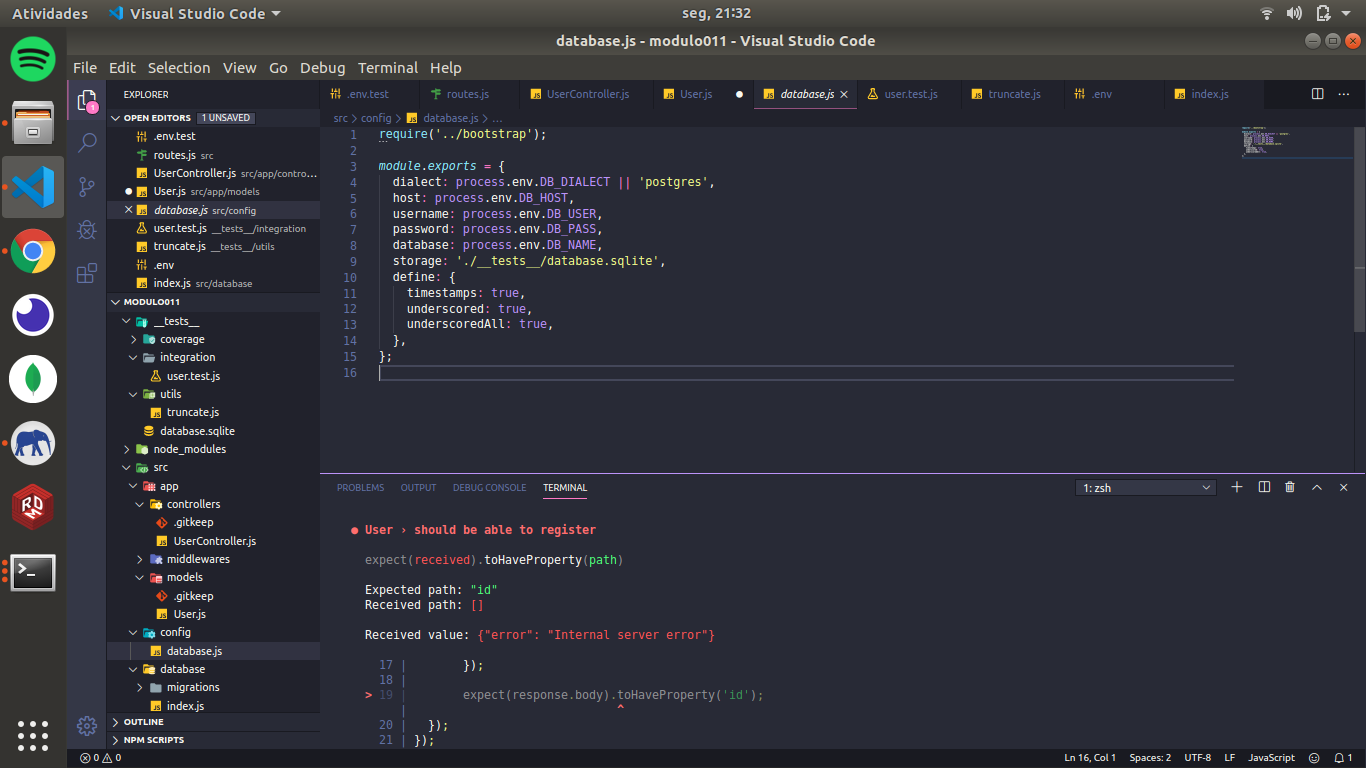 Atividades
Visual Studio Code
seg, 21:32
database.js - modulo011 - Visual Studio Code
File Edit Selection View Go Debug Terminal Help
1
EXPLORER
OPEN EDITORS 1 UNSAVED
.env.test
routes.js src
UserController.js src/app/contro...
User.js src/app/models
database.js src/config
user.test.js __tests__/integration
truncate.js __tests__/utils
.env
index.js src/database
MODULO011
__tests__
coverage
integration
user.test.js
utils
truncate.js
database.sqlite
node_modules
src
app
controllers
.gitkeep
UserController.js
middlewares
models
.gitkeep
User.js
config
database.js
database
migrations
index.js
OUTLINE
NPM SCRIPTS
.env.test routes.js UserController.js User.js database.js user.test.js truncate.js .env index.js
src > config > database.js > ...
1 require('../bootstrap');
2
3 module.exports = {
4 dialect: process.env.DB_DIALECT || 'postgres',
5 host: process.env.DB_HOST,
6 username: process.env.DB_USER,
7 password: process.env.DB_PASS,
8 database: process.env.DB_NAME,
9 storage: './__tests__/database.sqlite',
10 define: {
11 timestamps: true,
12 underscored: true,
13 underscoredAll: true,
14 },
15 };
16
PROBLEMS OUTPUT DEBUG CONSOLE TERMINAL
1: zsh
● User › should be able to register
expect(received).toHaveProperty(path)
Expected path: "id"
Received path: []
Received value: {"error": "Internal server error"}
17 | });
18 |
> 19 | expect(response.body).toHaveProperty('id');
| ^
20 | });
21 | });
0 0
Ln 16, Col 1 Spaces: 2 UTF-8 LF JavaScript 1